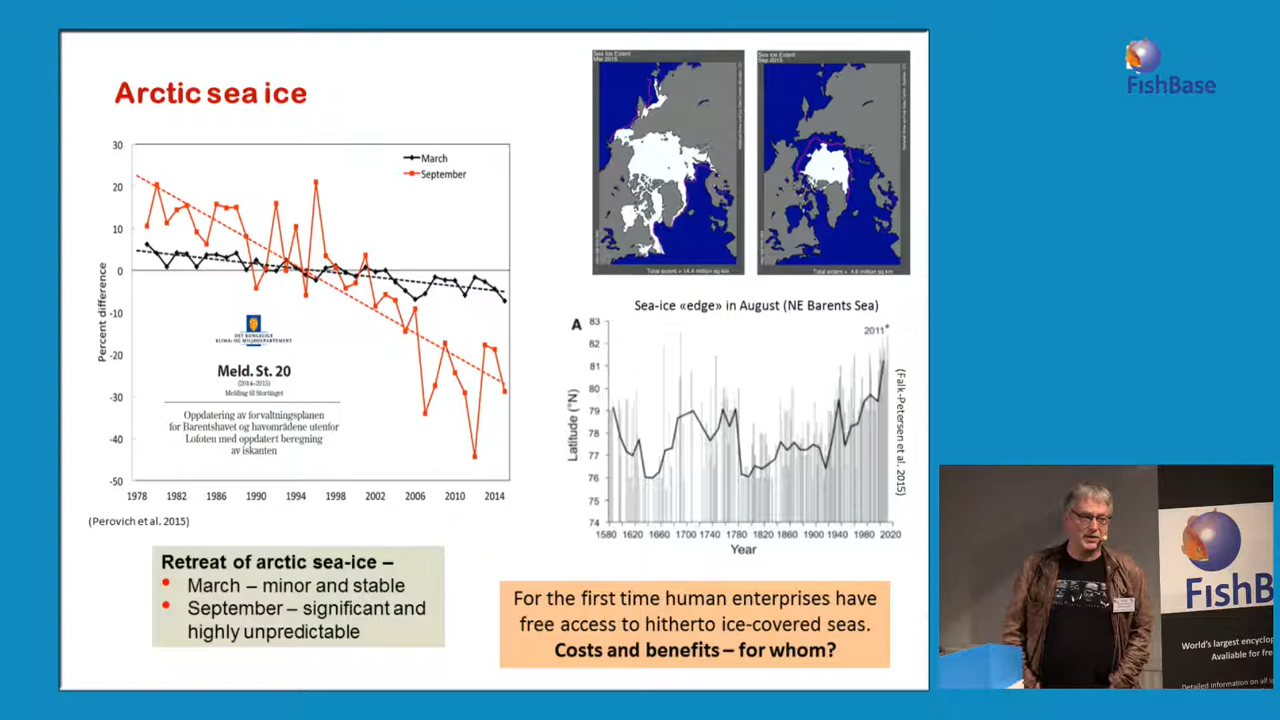 Arctic sea ice
30
20
10
0
-10
-20
-30
-40
-50
Percent difference
March
September
DET KONGELIGE
KLIMA- OG MILJØDEPARTEMENT
Meld. St. 20
(2014–2015)
Melding til Stortinget
Oppdatering av forvaltningsplanen
for Barentshavet og havområdene utenfor
Lofoten med oppdatert beregning
av iskanten
1978 1982 1986 1990 1994 1998 2002 2006 2010 2014
(Perovich et al. 2015)
Retreat of arctic sea-ice –
March – minor and stable
September – significant and
highly unpredictable
Sea Ice Extent
Mar 2015
Total extent = 14.4 million sq km
Sea Ice Extent
Sep 2015
Total extent = 4.6 million sq km
Sea-ice «edge» in August (NE Barents Sea)
A
83
82
81
80
79
78
77
76
75
74
Latitude (°N)
2011*
1580 1620 1660 1700 1740 1780 1820 1860 1900 1940 1980 2020
Year
(Falk-Petersen et al. 2015)
For the first time human enterprises have
free access to hitherto ice-covered seas.
Costs and benefits – for whom?
FishBase
FishB
World's largest encyclop
Available for fre
Detailed information on all s